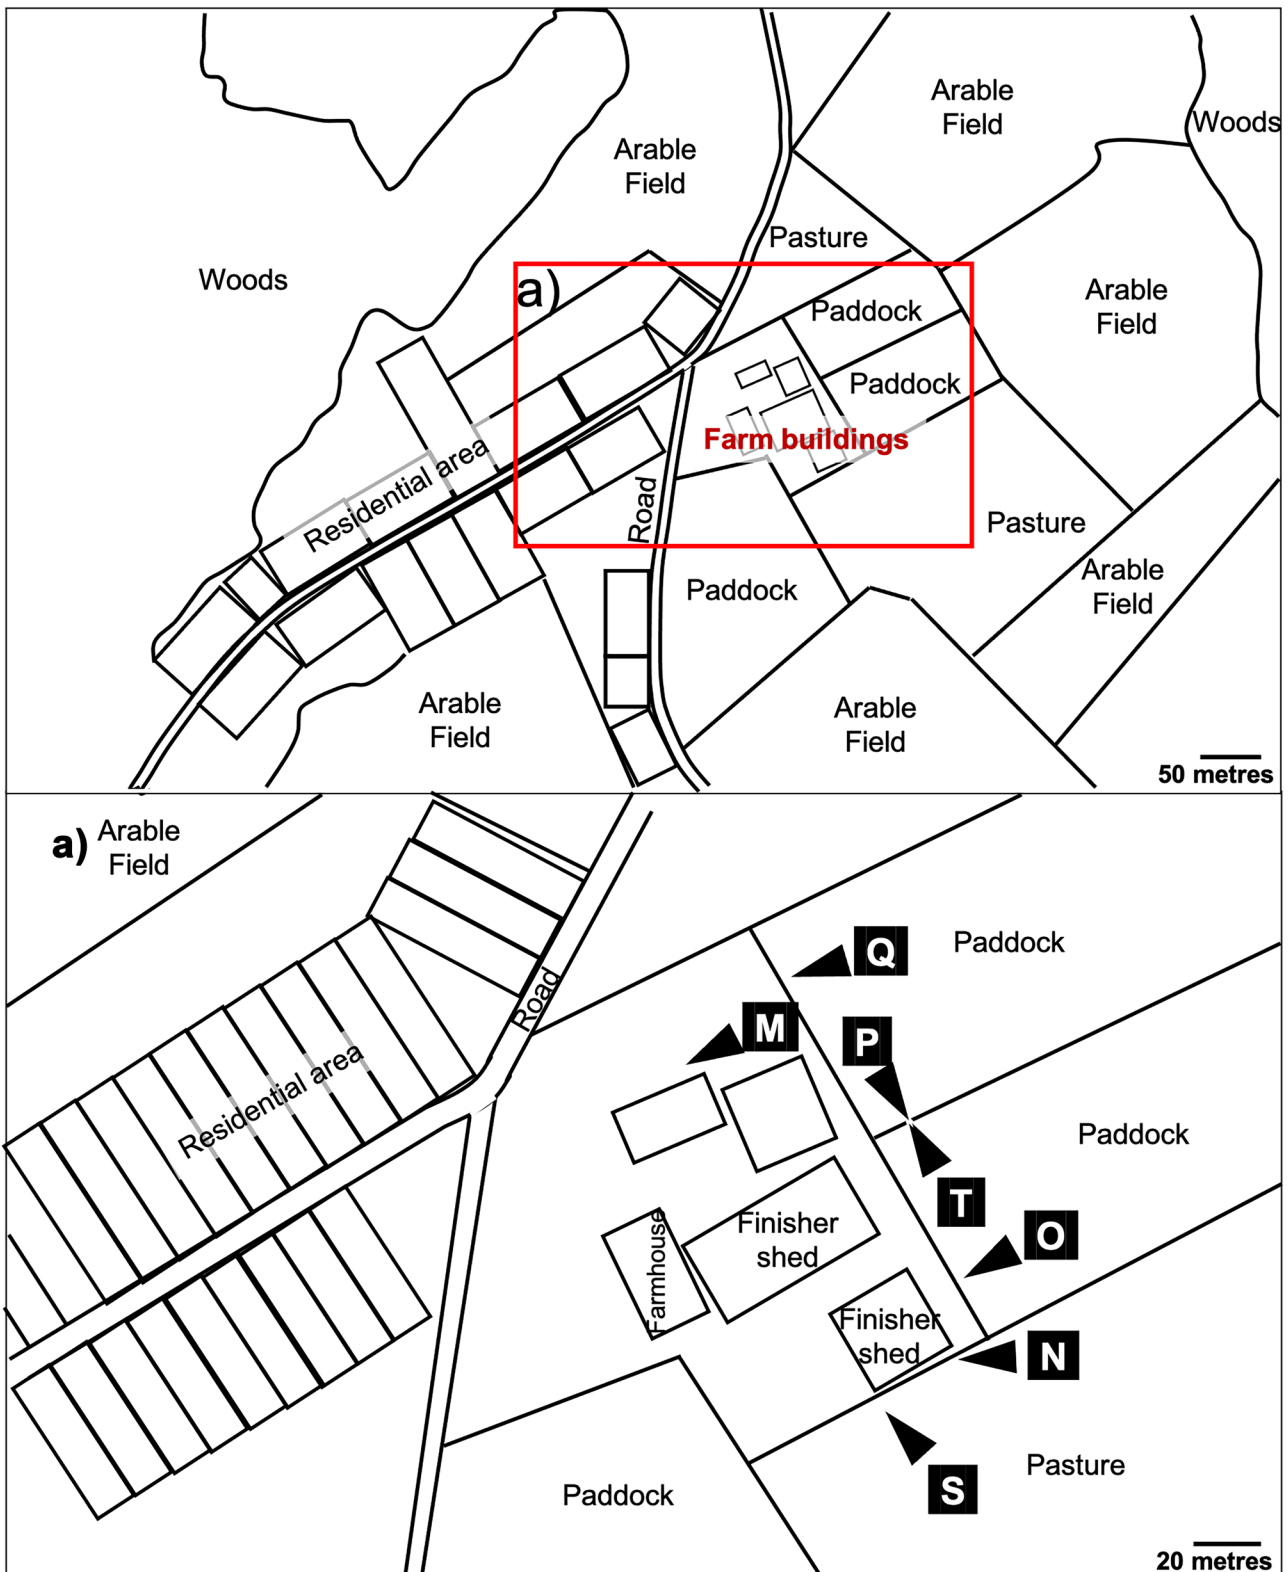 Arable
Field
Woods
Arable
Field
Pasture
Woods
a)
Paddock
Arable
Field
Paddock
Farm buildings
Residential area
Road
Pasture
Paddock
Arable
Field
Arable
Field
Arable
Field
50 metres
a)
Arable
Field
Q
Paddock
Road
M
P
Residential area
Paddock
T
Farmhouse
Finisher
shed
O
Finisher
shed
N
Pasture
S
Paddock
20 metres